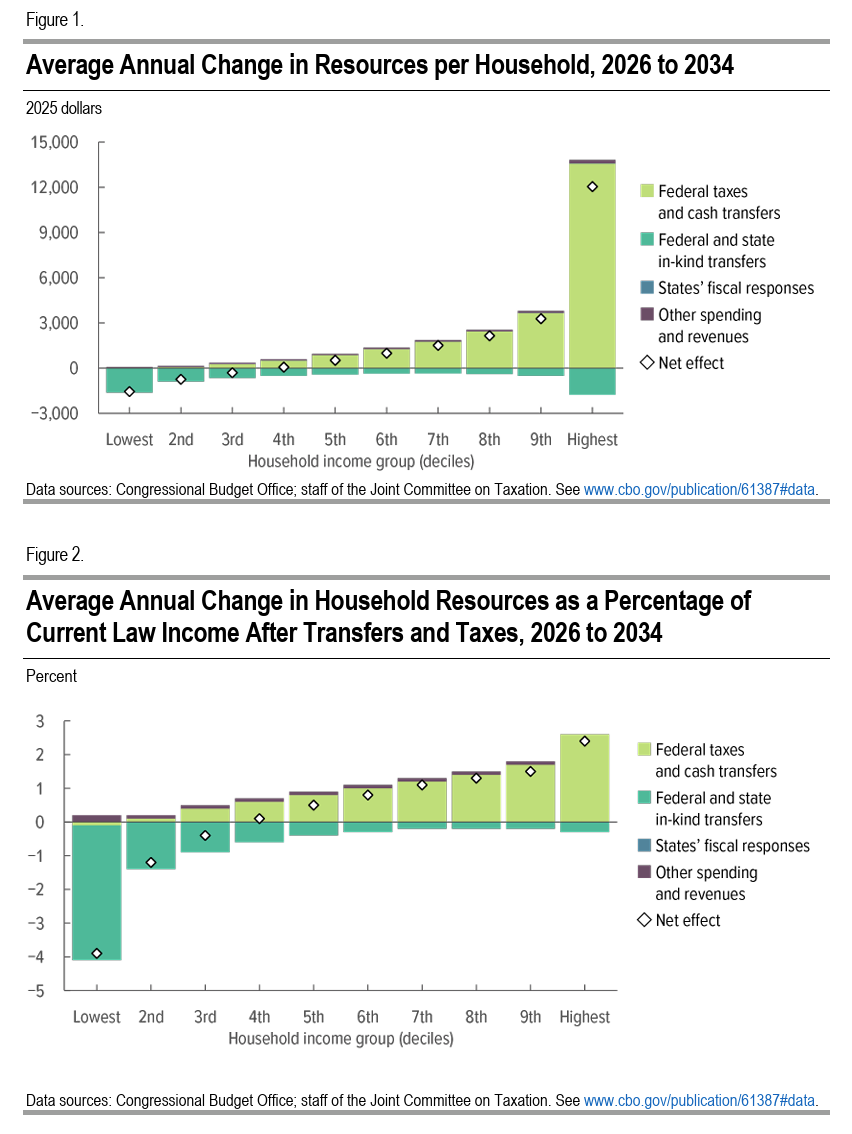 Figure 1.
Average Annual Change in Resources per Household, 2026 to 2034
2025 dollars
15,000
12,000
9,000
6,000
3,000
0
−3,000
Lowest 2nd 3rd 4th 5th 6th 7th 8th 9th Highest
Household income group (deciles)
Federal taxes
and cash transfers
Federal and state
in-kind transfers
States’ fiscal responses
Other spending
and revenues
Net effect
Data sources: Congressional Budget Office; staff of the Joint Committee on Taxation. See www.cbo.gov/publication/61387#data.
Figure 2.
Average Annual Change in Household Resources as a Percentage of
Current Law Income After Transfers and Taxes, 2026 to 2034
Percent
3
2
1
0
−1
−2
−3
−4
−5
Lowest 2nd 3rd 4th 5th 6th 7th 8th 9th Highest
Household income group (deciles)
Federal taxes
and cash transfers
Federal and state
in-kind transfers
States’ fiscal responses
Other spending
and revenues
Net effect
Data sources: Congressional Budget Office; staff of the Joint Committee on Taxation. See www.cbo.gov/publication/61387#data.